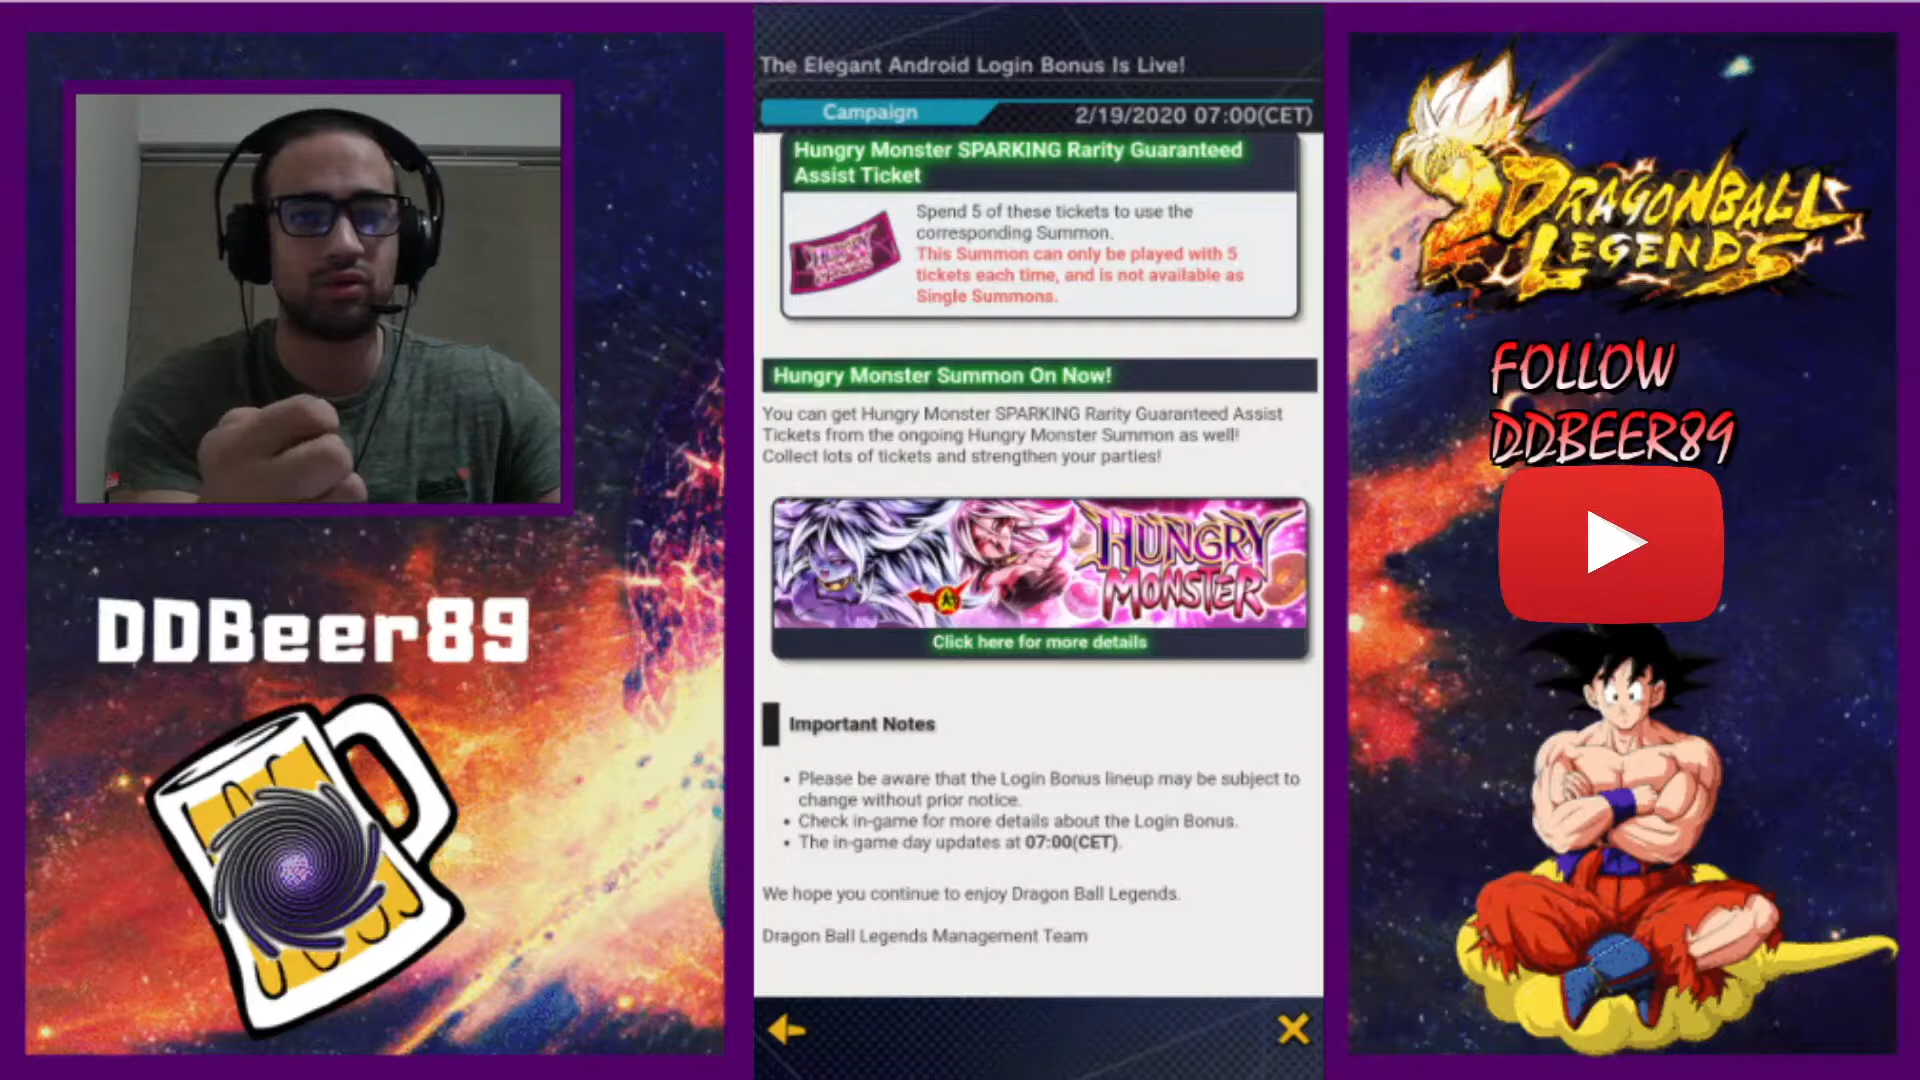 The Elegant Android Login Bonus Is Live!
Campaign
2/19/2020 07:00(CET)
Hungry Monster SPARKING Rarity Guaranteed
Assist Ticket
HUNGRY
MONSTER
Spend 5 of these tickets to use the
corresponding Summon.
This Summon can only be played with 5
tickets each time, and is not available as
Single Summons.
Hungry Monster Summon On Now!
You can get Hungry Monster SPARKING Rarity Guaranteed Assist
Tickets from the ongoing Hungry Monster Summon as well!
Collect lots of tickets and strengthen your parties!
HUNGRY
MONSTER
Click here for more details
Important Notes
• Please be aware that the Login Bonus lineup may be subject to
change without prior notice.
• Check in-game for more details about the Login Bonus.
• The in-game day updates at 07:00(CET).
We hope you continue to enjoy Dragon Ball Legends.
Dragon Ball Legends Management Team
DDBeer89
DRAGONBALL
LEGENDS
FOLLOW
DDBEER89